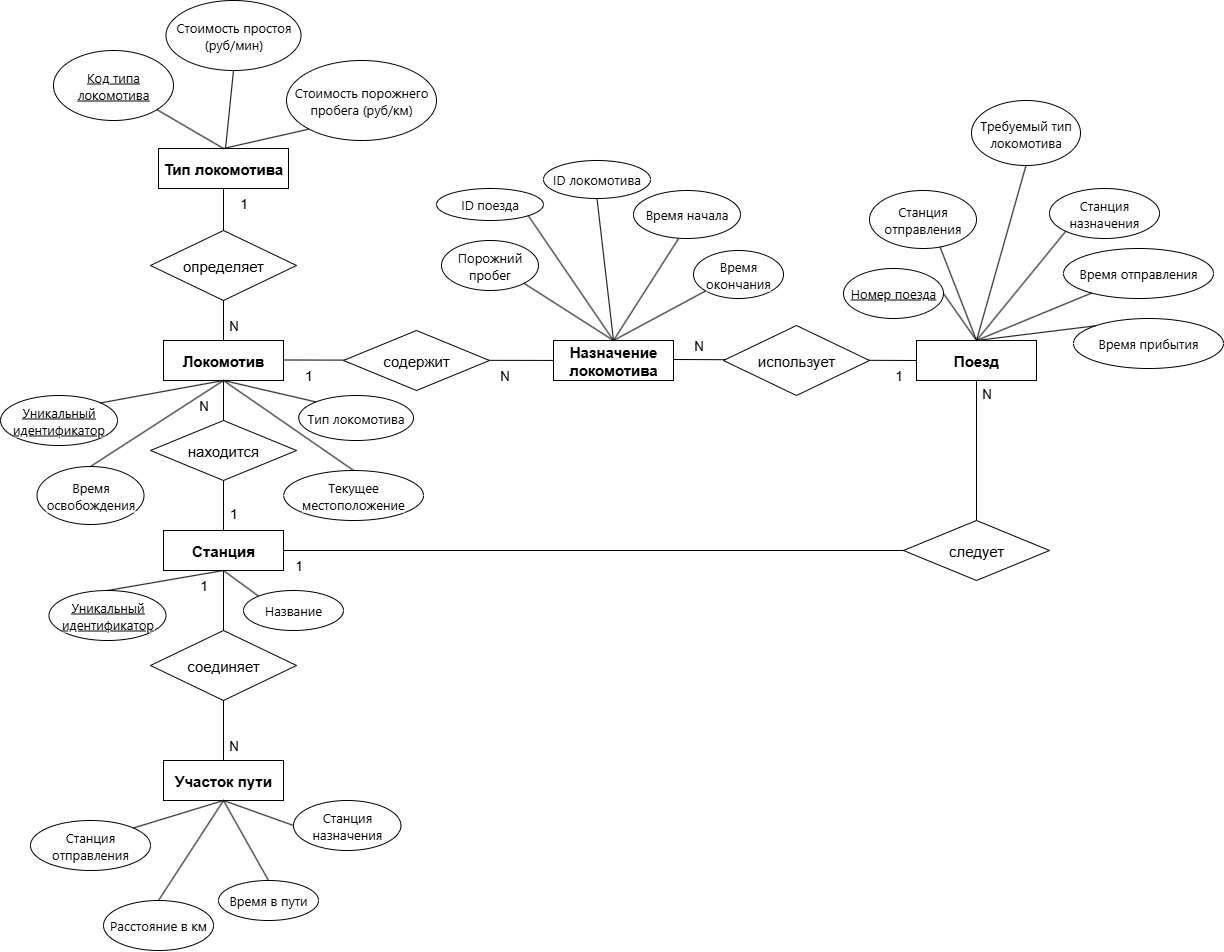 Стоимость простоя
(руб/мин)
Код типа
локомотива
Стоимость порожнего
пробега (руб/км)
Тип локомотива
1
определяет
N
Требуемый тип
локомотива
ID локомотива
ID поезда
Время начала
Станция
отправления
Станция
назначения
Порожний
пробег
Время
окончания
Время отправления
Номер поезда
Время прибытия
Локомотив
1
содержит
N
Назначение
локомотива
N
использует
1
Поезд
N
Уникальный
идентификатор
N
Тип локомотива
находится
Время
освобождения
Текущее
местоположение
1
Станция
1
следует
1
Уникальный
идентификатор
Название
соединяет
N
Участок пути
Станция
отправления
Станция
назначения
Время в пути
Расстояние в км